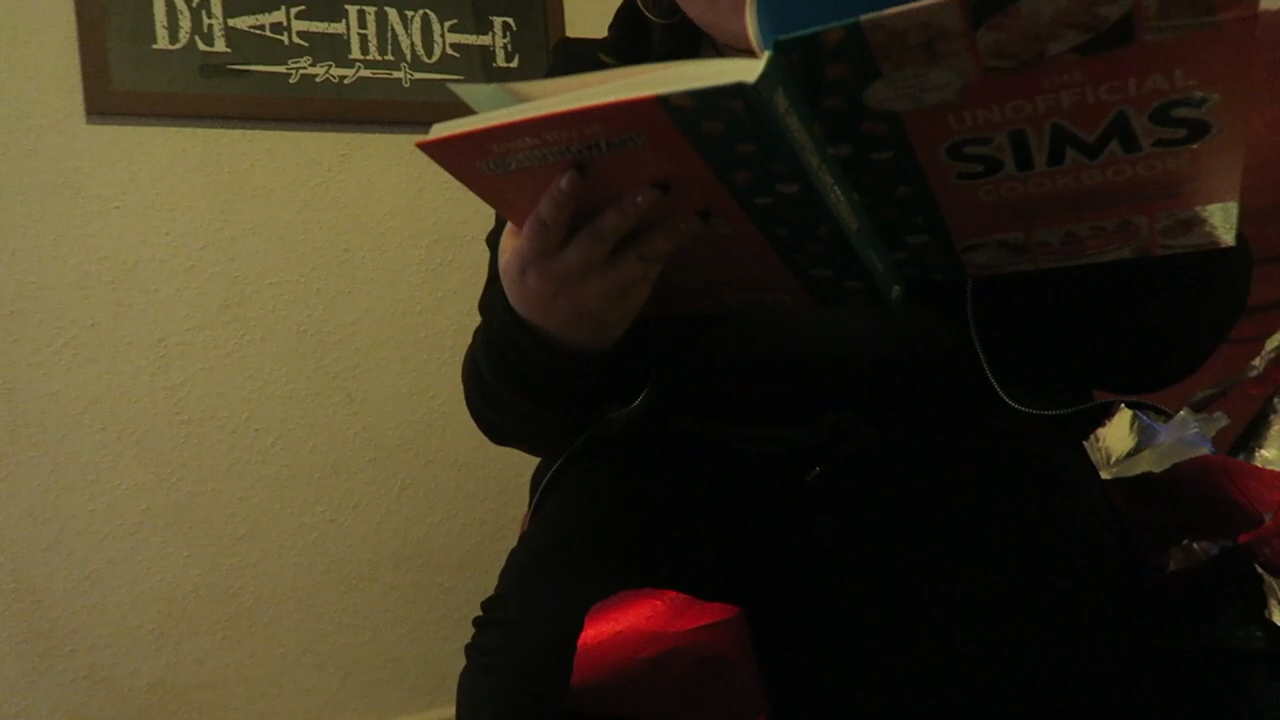 DEATH NOTE
デスノート
THE
UNOFFICIAL
SIMS
COOKBOOK